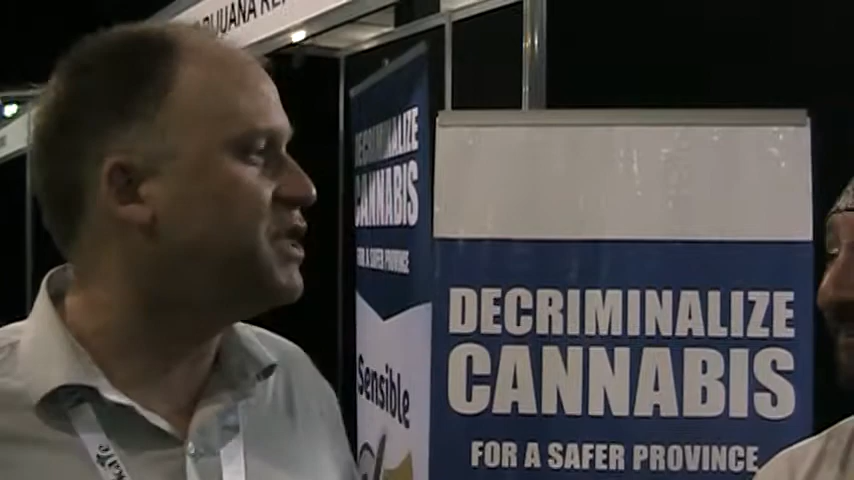 DECRIMINALIZE
CANNABIS
FOR A SAFER PROVINCE
Sensible
DECRIMINALIZE
CANNABIS
FOR A SAFER PROVINCE